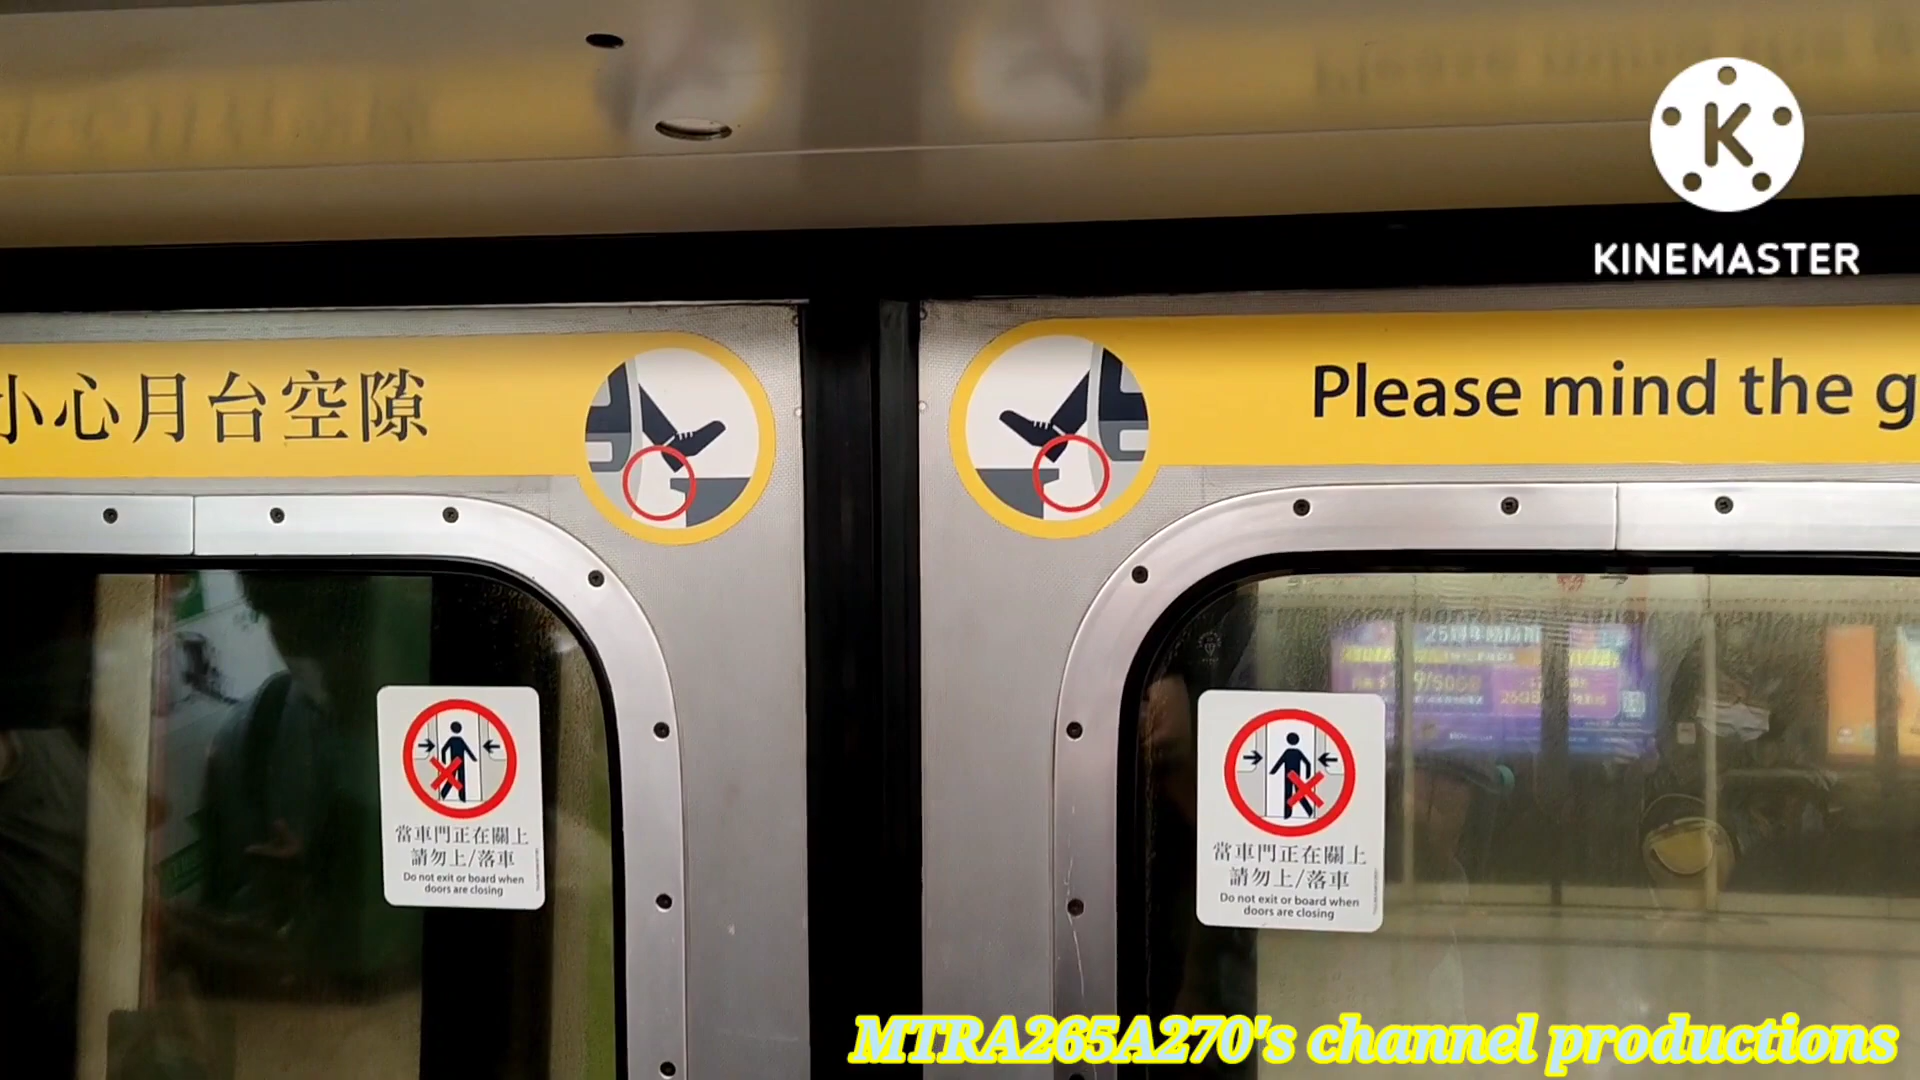 K
KINEMASTER
小心月台空隙
Please mind the g
當車門正在關上
請勿上/落車
Do not exit or board when
doors are closing
當車門正在關上
請勿上/落車
Do not exit or board when
doors are closing
MTRA265A270's channel productions